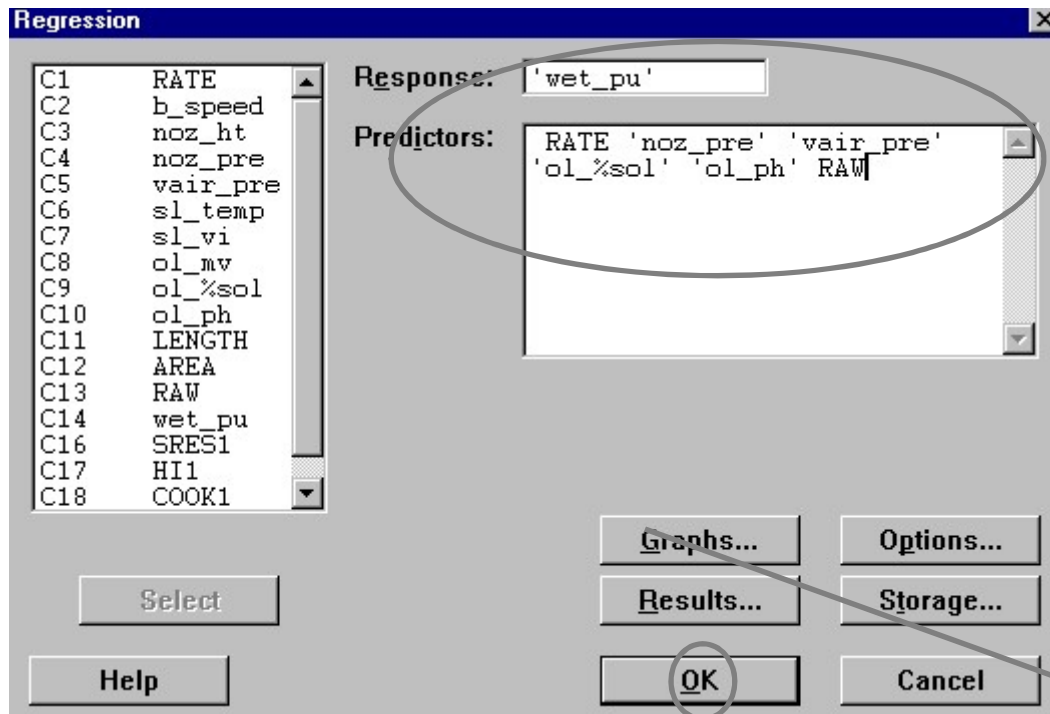 Regression
C1 RATE
C2 b_speed
C3 noz_ht
C4 noz_pre
C5 vair_pre
C6 sl_temp
C7 sl_vi
C8 ol_mv
C9 ol_%sol
C10 ol_ph
C11 LENGTH
C12 AREA
C13 RAW
C14 wet_pu
C16 SRES1
C17 HI1
C18 COOK1
Response: 'wet_pu'
Predictors: RATE 'noz_pre' 'vair_pre'
'ol_%sol' 'ol_ph' RAW
Graphs... Options...
Select Results... Storage...
Help OK Cancel